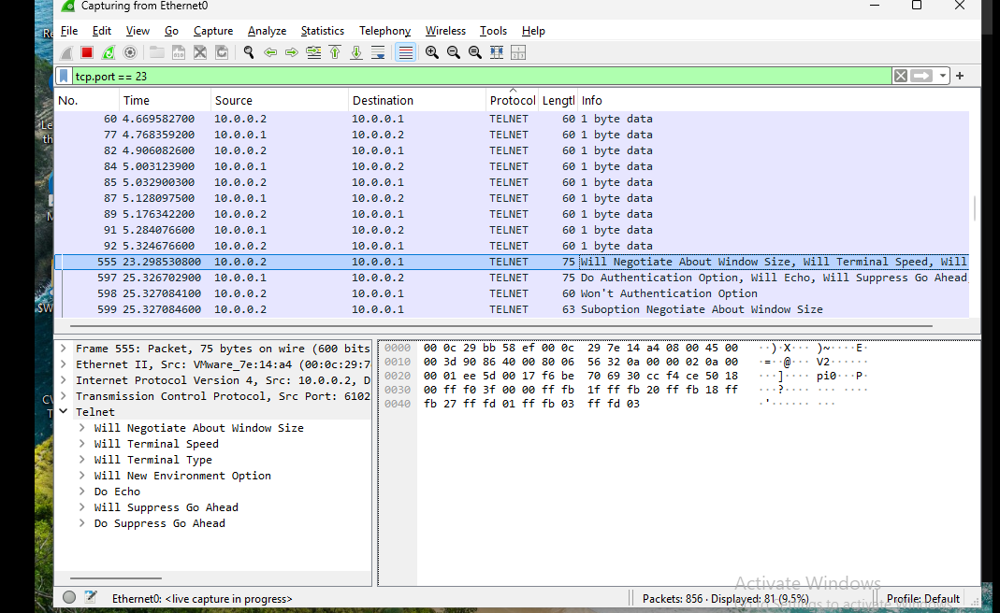 Capturing from Ethernet0
File Edit View Go Capture Analyze Statistics Telephony Wireless Tools Help
tcp.port == 23
No. Time Source Destination Protocol Lengtl Info
60 4.669582700 10.0.0.2 10.0.0.1 TELNET 60 1 byte data
77 4.768359200 10.0.0.1 10.0.0.2 TELNET 60 1 byte data
82 4.906082600 10.0.0.2 10.0.0.1 TELNET 60 1 byte data
84 5.003123900 10.0.0.1 10.0.0.2 TELNET 60 1 byte data
85 5.032900300 10.0.0.2 10.0.0.1 TELNET 60 1 byte data
87 5.128097500 10.0.0.1 10.0.0.2 TELNET 60 1 byte data
89 5.176342200 10.0.0.2 10.0.0.1 TELNET 60 1 byte data
91 5.284076600 10.0.0.1 10.0.0.2 TELNET 60 1 byte data
92 5.324676600 10.0.0.2 10.0.0.1 TELNET 60 1 byte data
555 23.298530800 10.0.0.2 10.0.0.1 TELNET 75 Will Negotiate About Window Size, Will Terminal Speed, Will
597 25.326702900 10.0.0.1 10.0.0.2 TELNET 75 Do Authentication Option, Will Echo, Will Suppress Go Ahead,
598 25.327084100 10.0.0.2 10.0.0.1 TELNET 60 Won't Authentication Option
599 25.327084600 10.0.0.2 10.0.0.1 TELNET 63 Suboption Negotiate About Window Size
Frame 555: Packet, 75 bytes on wire (600 bits
Ethernet II, Src: VMware_7e:14:a4 (00:0c:29:7
Internet Protocol Version 4, Src: 10.0.0.2, D
Transmission Control Protocol, Src Port: 6102
Telnet
Will Negotiate About Window Size
Will Terminal Speed
Will Terminal Type
Will New Environment Option
Do Echo
Will Suppress Go Ahead
Do Suppress Go Ahead
0000 00 0c 29 bb 58 ef 00 0c 29 7e 14 a4 08 00 45 00 ··)·X··· )~····E·
0010 00 3d 90 86 40 00 80 06 56 32 0a 00 00 02 0a 00 ·=··@··· V2······
0020 00 01 ee 5d 00 17 f6 be 70 69 30 cc f4 ce 50 18 ···]···· pi0···P·
0030 00 ff f0 3f 00 00 ff fb 1f ff fb 20 ff fb 18 ff ···?···· ··· ····
0040 fb 27 ff fd 01 ff fb 03 ff fd 03 ·'······ ···
Activate Windows
Ethernet0: <live capture in progress>
Packets: 856 · Displayed: 81 (9.5%)
Profile: Default